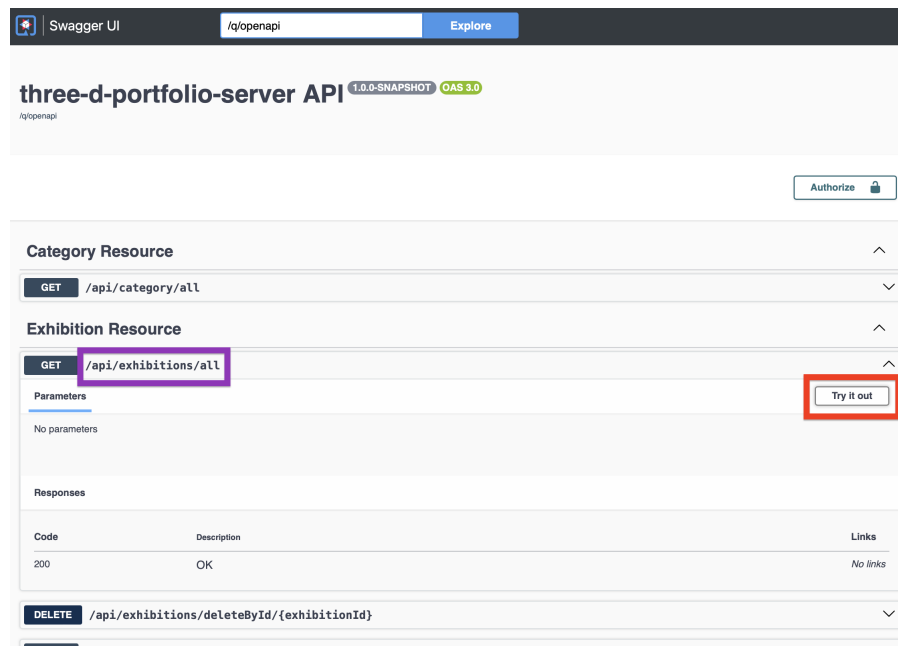 Swagger UI /q/openapi Explore
three-d-portfolio-server API 1.0.0-SNAPSHOT OAS 3.0
/q/openapi
Authorize
Category Resource
GET /api/category/all
Exhibition Resource
GET /api/exhibitions/all
Parameters Try it out
No parameters
Responses
Code Description Links
200 OK No links
DELETE /api/exhibitions/deleteById/{exhibitionId}